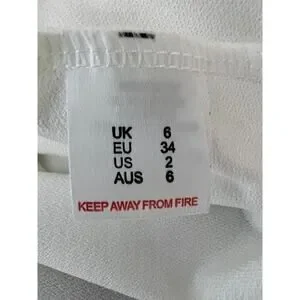 UK 6
EU 34
US 2
AUS 6
KEEP AWAY FROM FIRE